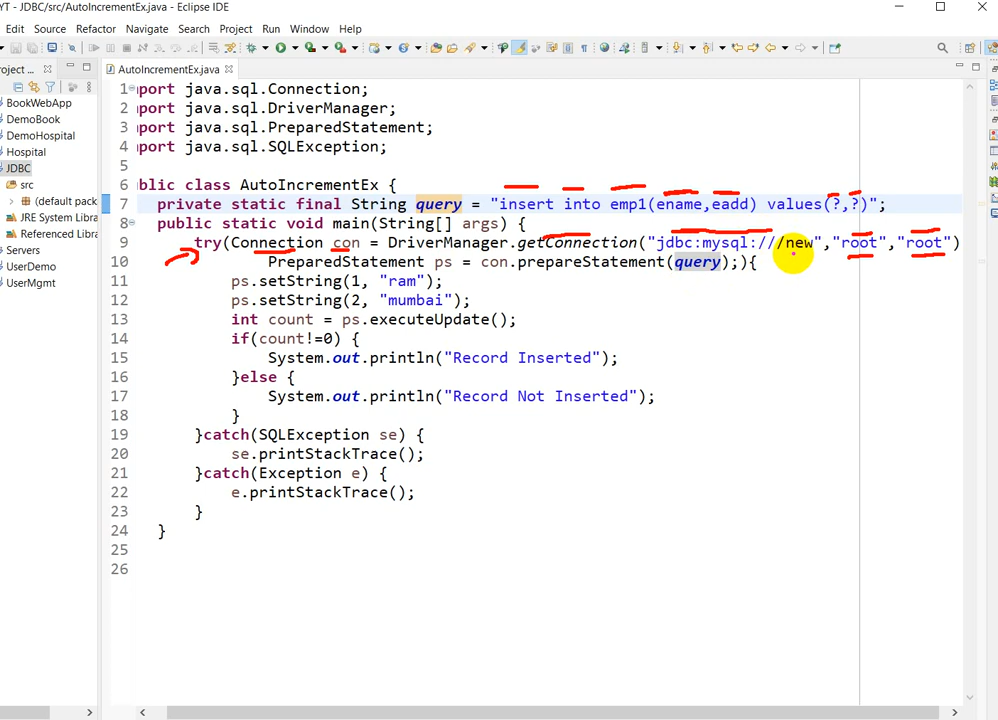 YT - JDBC/src/AutoIncrementEx.java - Eclipse IDE
Edit Source Refactor Navigate Search Project Run Window Help
roject ...
AutoIncrementEx.java
BookWebApp
DemoBook
DemoHospital
Hospital
JDBC
src
(default pack
JRE System Libra
Referenced Libra
Servers
UserDemo
UserMgmt
1 port java.sql.Connection;
2 port java.sql.DriverManager;
3 port java.sql.PreparedStatement;
4 port java.sql.SQLException;
5
6 blic class AutoIncrementEx {
7 private static final String query = "insert into emp1(ename,eadd) values(?,?)";
8 public static void main(String[] args) {
9 try(Connection con = DriverManager.getConnection("jdbc:mysql:///new","root","root")
10 PreparedStatement ps = con.prepareStatement(query);){
11 ps.setString(1, "ram");
12 ps.setString(2, "mumbai");
13 int count = ps.executeUpdate();
14 if(count!=0) {
15 System.out.println("Record Inserted");
16 }else {
17 System.out.println("Record Not Inserted");
18 }
19 }catch(SQLException se) {
20 se.printStackTrace();
21 }catch(Exception e) {
22 e.printStackTrace();
23 }
24 }
25
26